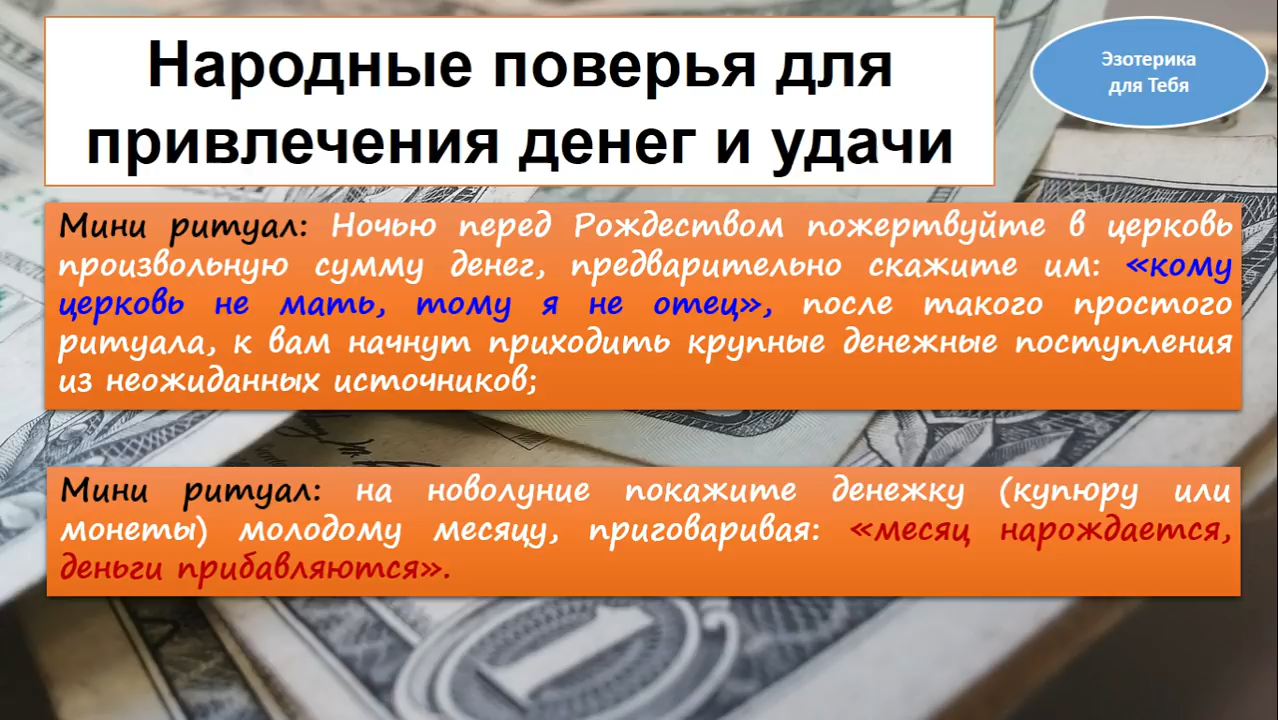 Народные поверья для
привлечения денег и удачи
Эзотерика
для Тебя
Мини ритуал: Ночью перед Рождеством пожертвуйте в церковь
произвольную сумму денег, предварительно скажите им: «кому
церковь не мать, тому я не отец», после такого простого
ритуала, к вам начнут приходить крупные денежные поступления
из неожиданных источников;
Мини ритуал: на новолуние покажите денежку (купюру или
монеты) молодому месяцу, приговаривая: «месяц нарождается,
деньги прибавляются».